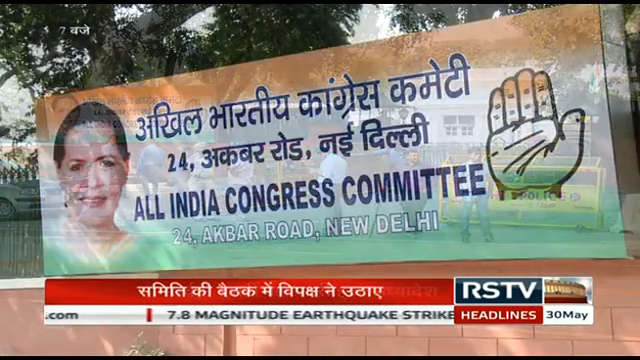 7 बजे
अखिल भारतीय कांग्रेस कमेटी
24, अकबर रोड, नई दिल्ली
ALL INDIA CONGRESS COMMITTEE
24, AKBAR ROAD, NEW DELHI
POLICE
समिति की बैठक में विपक्ष ने उठाए
RSTV
HEADLINES 30May
s.com 7.8 MAGNITUDE EARTHQUAKE STRIKE